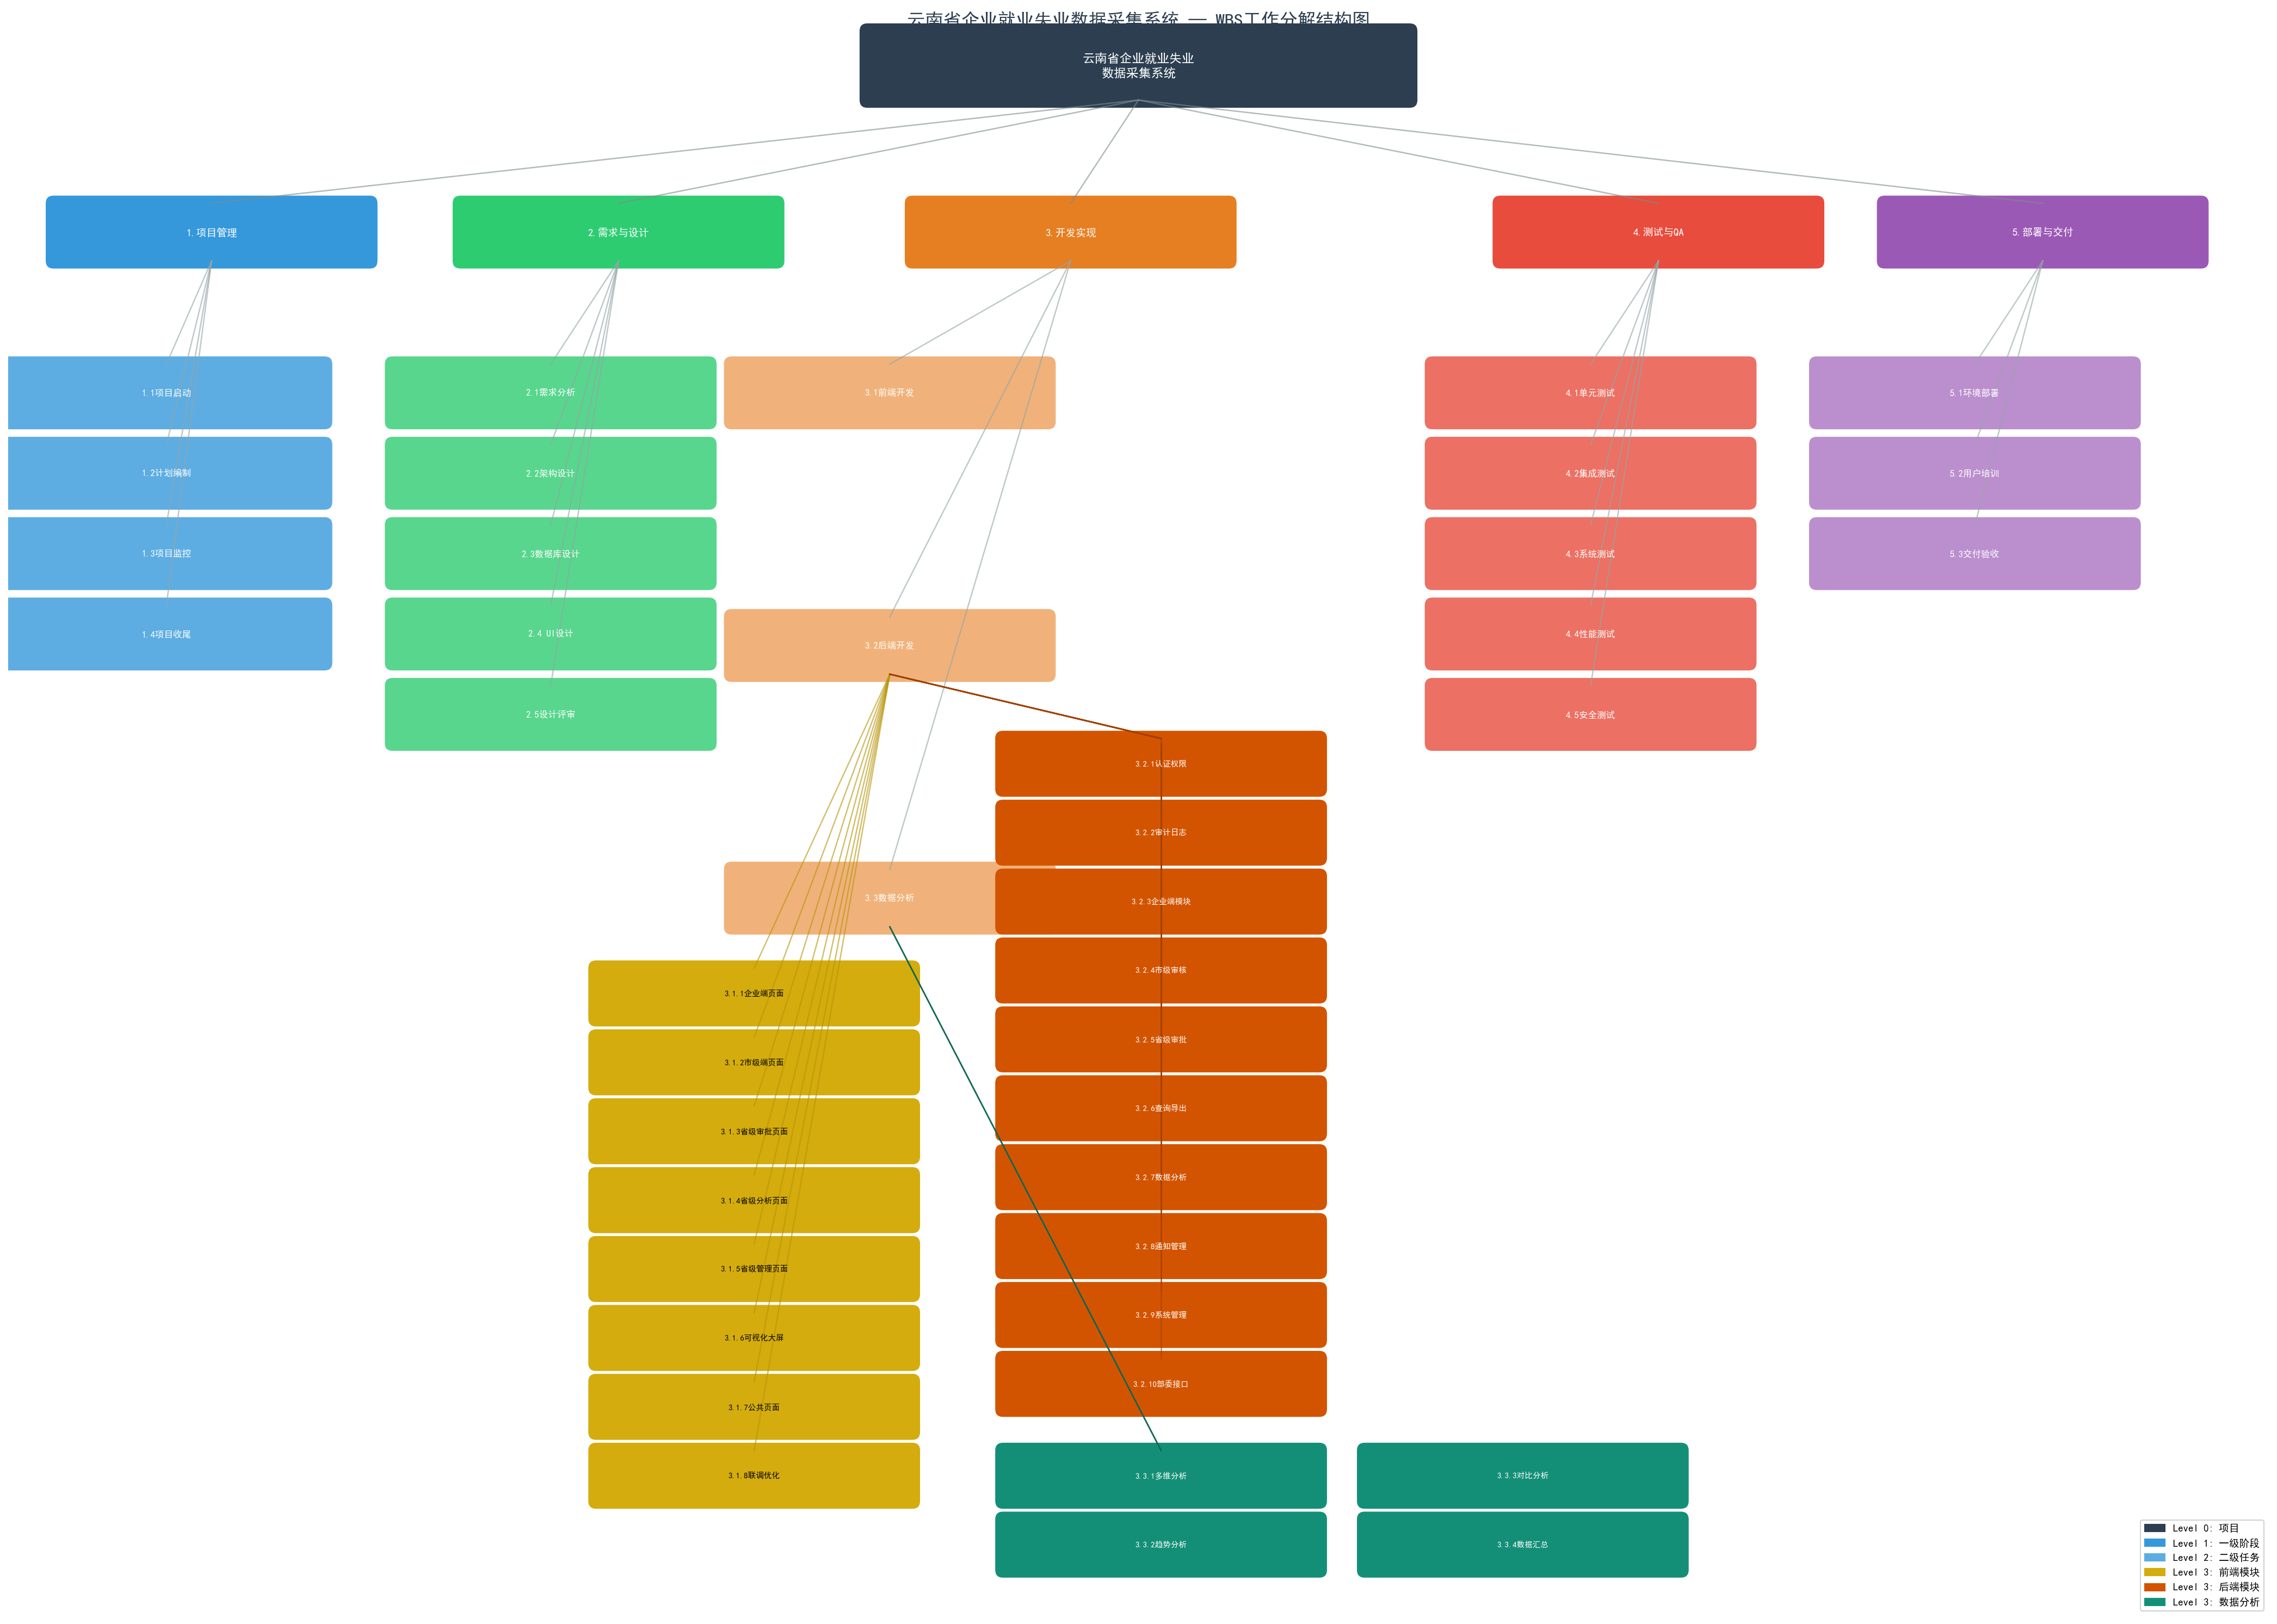 云南省企业就业失业数据采集系统 — WBS工作分解结构图
云南省企业就业失业
数据采集系统
1.项目管理
2.需求与设计
3.开发实现
4.测试与QA
5.部署与交付
1.1项目启动
2.1需求分析
3.1前端开发
4.1单元测试
5.1环境部署
1.2计划编制
2.2架构设计
4.2集成测试
5.2用户培训
1.3项目监控
2.3数据库设计
4.3系统测试
5.3交付验收
1.4项目收尾
2.4 UI设计
3.2后端开发
4.4性能测试
2.5设计评审
4.5安全测试
3.2.1认证权限
3.2.2审计日志
3.3数据分析
3.2.3企业端模块
3.2.4市级审核
3.1.1企业端页面
3.2.5省级审批
3.1.2市级端页面
3.2.6查询导出
3.1.3省级审批页面
3.2.7数据分析
3.1.4省级分析页面
3.2.8通知管理
3.1.5省级管理页面
3.2.9系统管理
3.1.6可视化大屏
3.2.10部委接口
3.1.7公共页面
3.1.8联调优化
3.3.1多维分析
3.3.3对比分析
3.3.2趋势分析
3.3.4数据汇总
Level 0: 项目
Level 1: 一级阶段
Level 2: 二级任务
Level 3: 前端模块
Level 3: 后端模块
Level 3: 数据分析